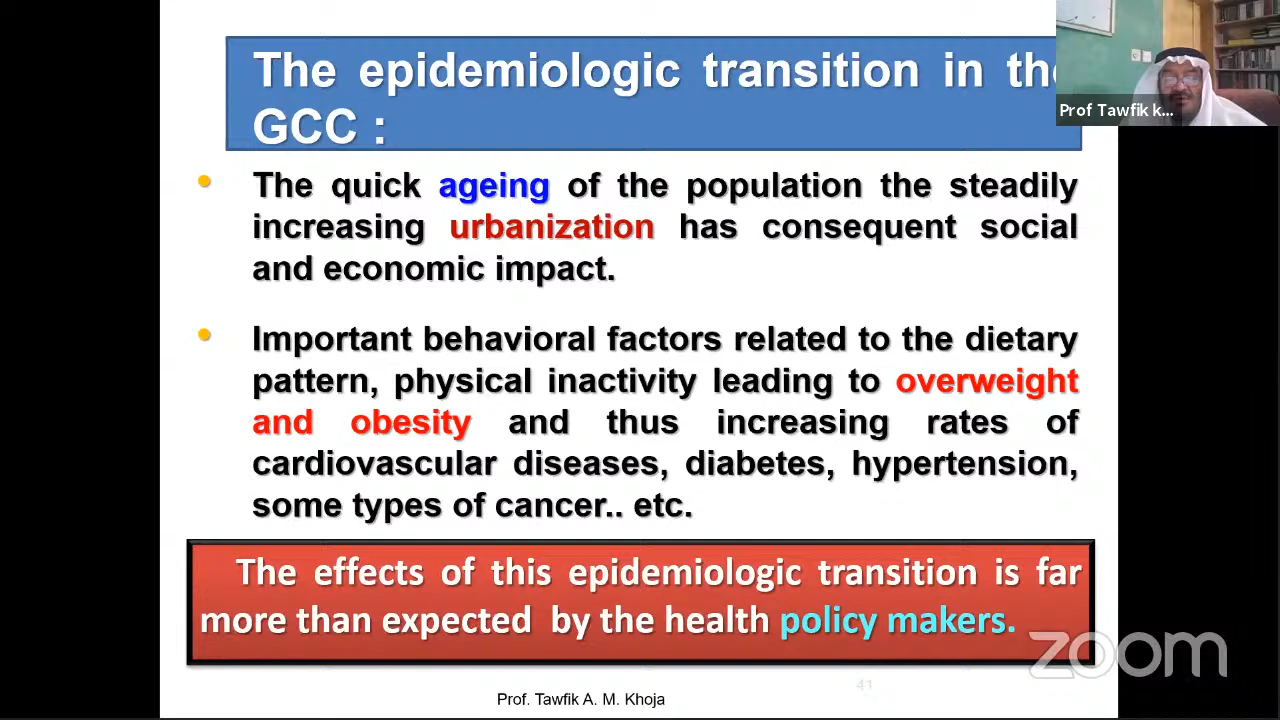 The epidemiologic transition in the
GCC :
Prof Tawfik k...
• The quick ageing of the population the steadily
increasing urbanization has consequent social
and economic impact.
• Important behavioral factors related to the dietary
pattern, physical inactivity leading to overweight
and obesity and thus increasing rates of
cardiovascular diseases, diabetes, hypertension,
some types of cancer.. etc.
The effects of this epidemiologic transition is far
more than expected by the health policy makers.
zoom
41
Prof. Tawfik A. M. Khoja